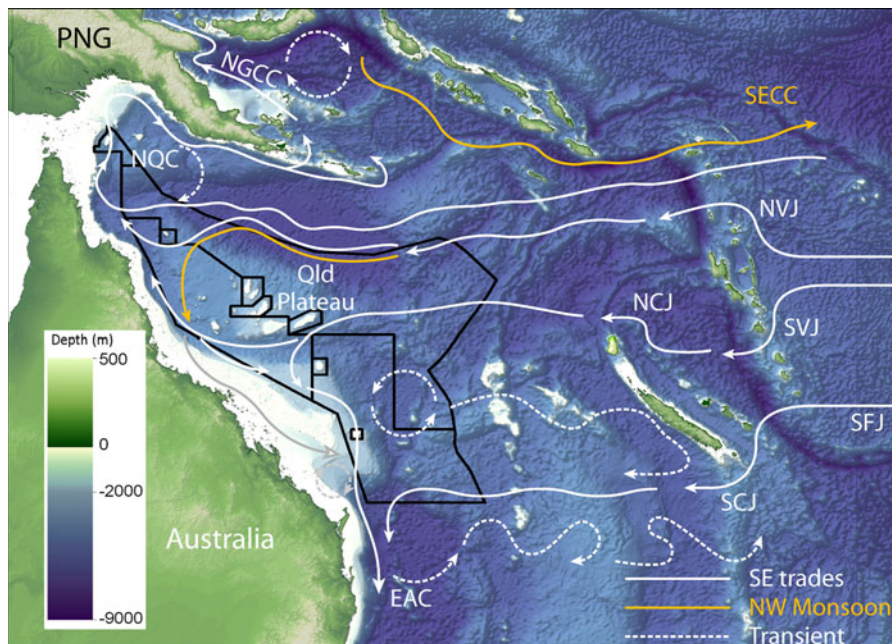 PNG
NGCC
SECC
NQC
NVJ
Qld
Plateau
NCJ
SVJ
Depth (m)
500
0
-2000
-9000
SFJ
SCJ
Australia
EAC
SE trades
NW Monsoon
Transient